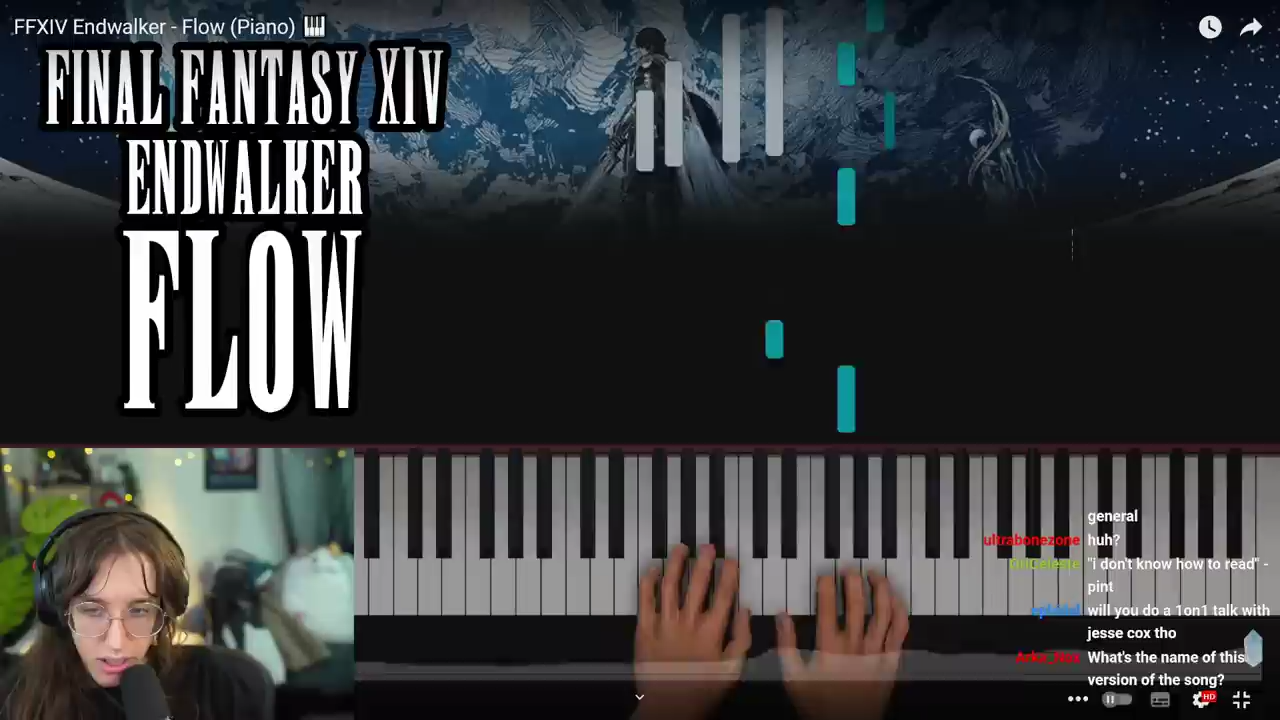 FFXIV Endwalker - Flow (Piano) 🎹
FINAL FANTASY XIV
ENDWALKER
FLOW
general
ultrabonezone huh?
"i don't know how to read" -
pint
will you do a 1on1 talk with
jesse cox tho
What's the name of this
version of the song?
HD